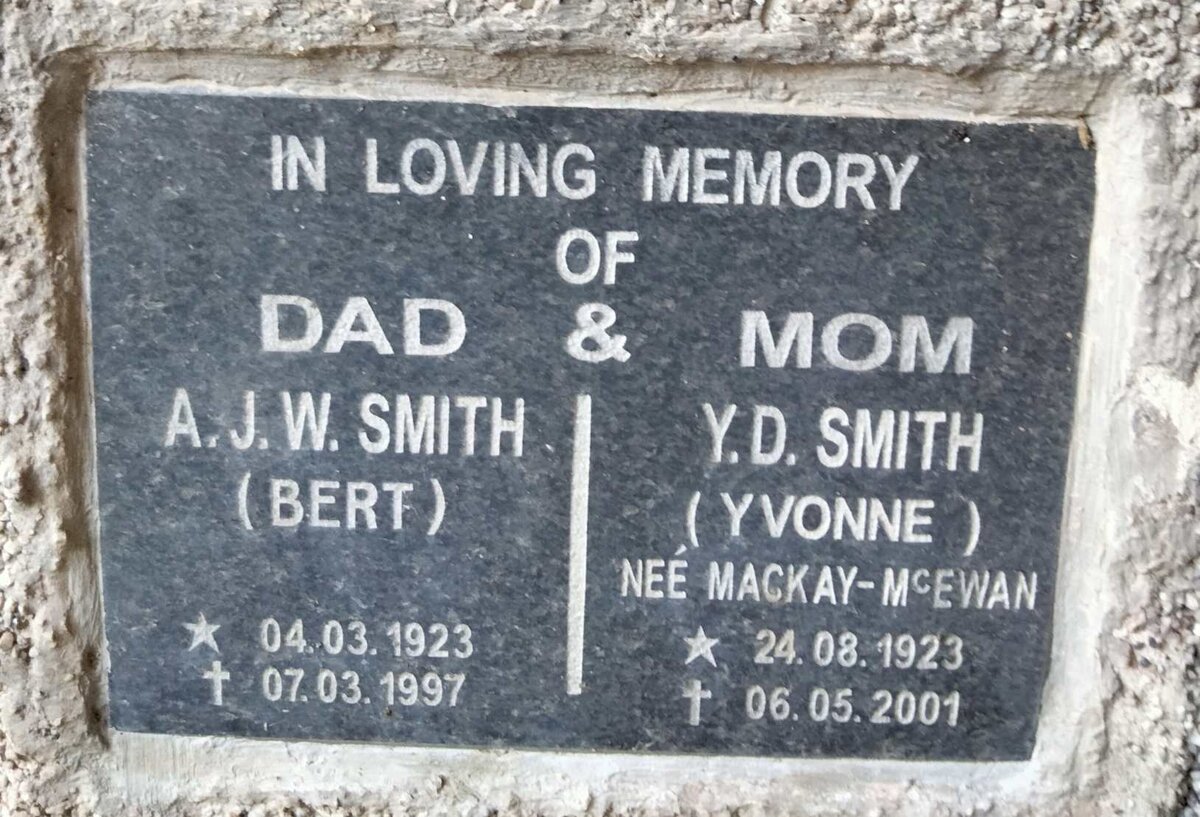 IN LOVING MEMORY
OF
DAD & MOM
A.J.W. SMITH
(BERT)
★ 04.03.1923
✝ 07.03.1997
Y.D. SMITH
(YVONNE)
NEÉ MACKAY-McEWAN
★ 24.08.1923
✝ 06.05.2001